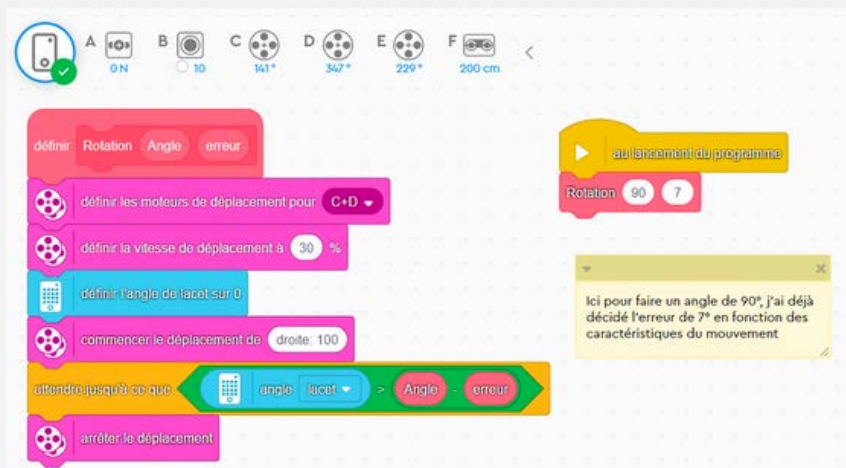 A B C D E F
0 N 10 141° 347° 229° 200 cm
définir Rotation Angle erreur
définir les moteurs de déplacement pour C+D
définir la vitesse de déplacement à 30 %
définir l'angle de lacet sur 0
commencer le déplacement de droite: 100
attendre jusqu'à ce que angle lacet > Angle - erreur
arrêter le déplacement
au lancement du programme
Rotation 90 7
Ici pour faire un angle de 90°, j'ai déjà
décidé l'erreur de 7° en fonction des
caractéristiques du mouvement